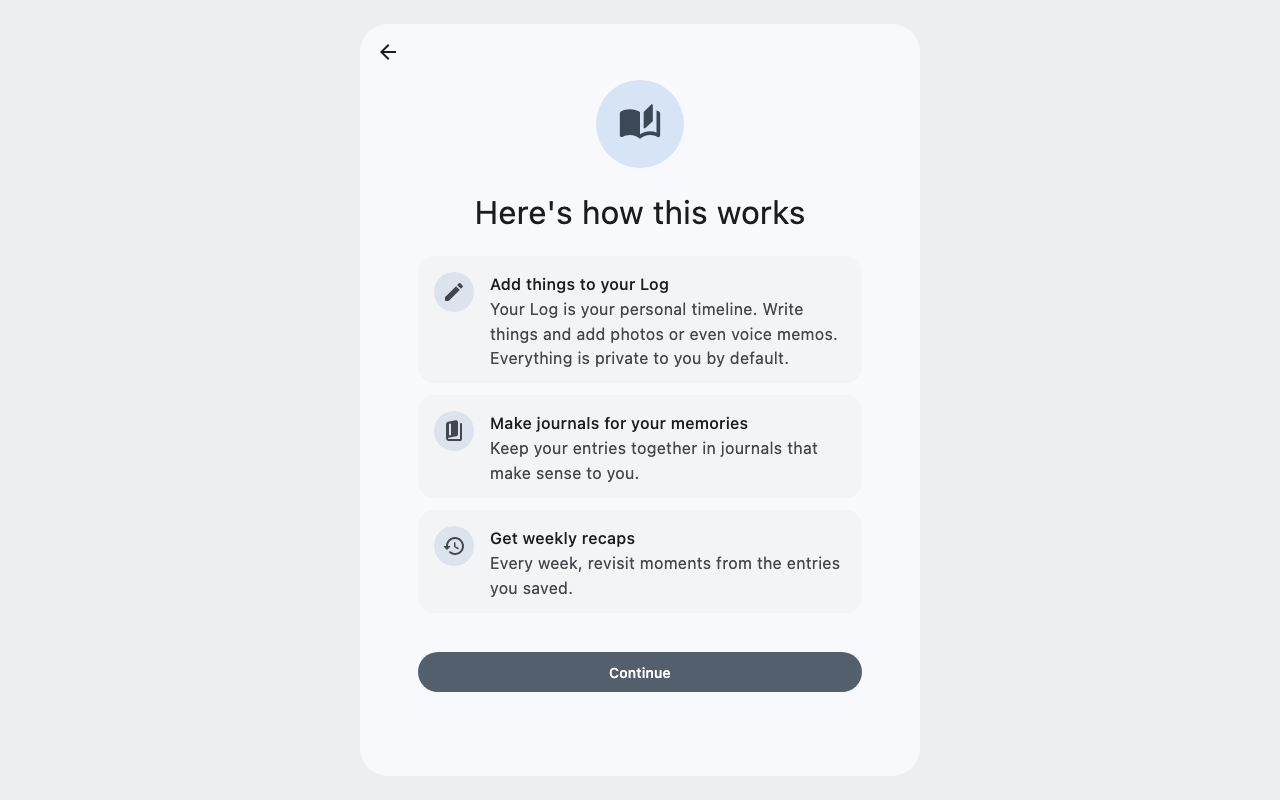 Here's how this works
Add things to your Log
Your Log is your personal timeline. Write
things and add photos or even voice memos.
Everything is private to you by default.
Make journals for your memories
Keep your entries together in journals that
make sense to you.
Get weekly recaps
Every week, revisit moments from the entries
you saved.
Continue